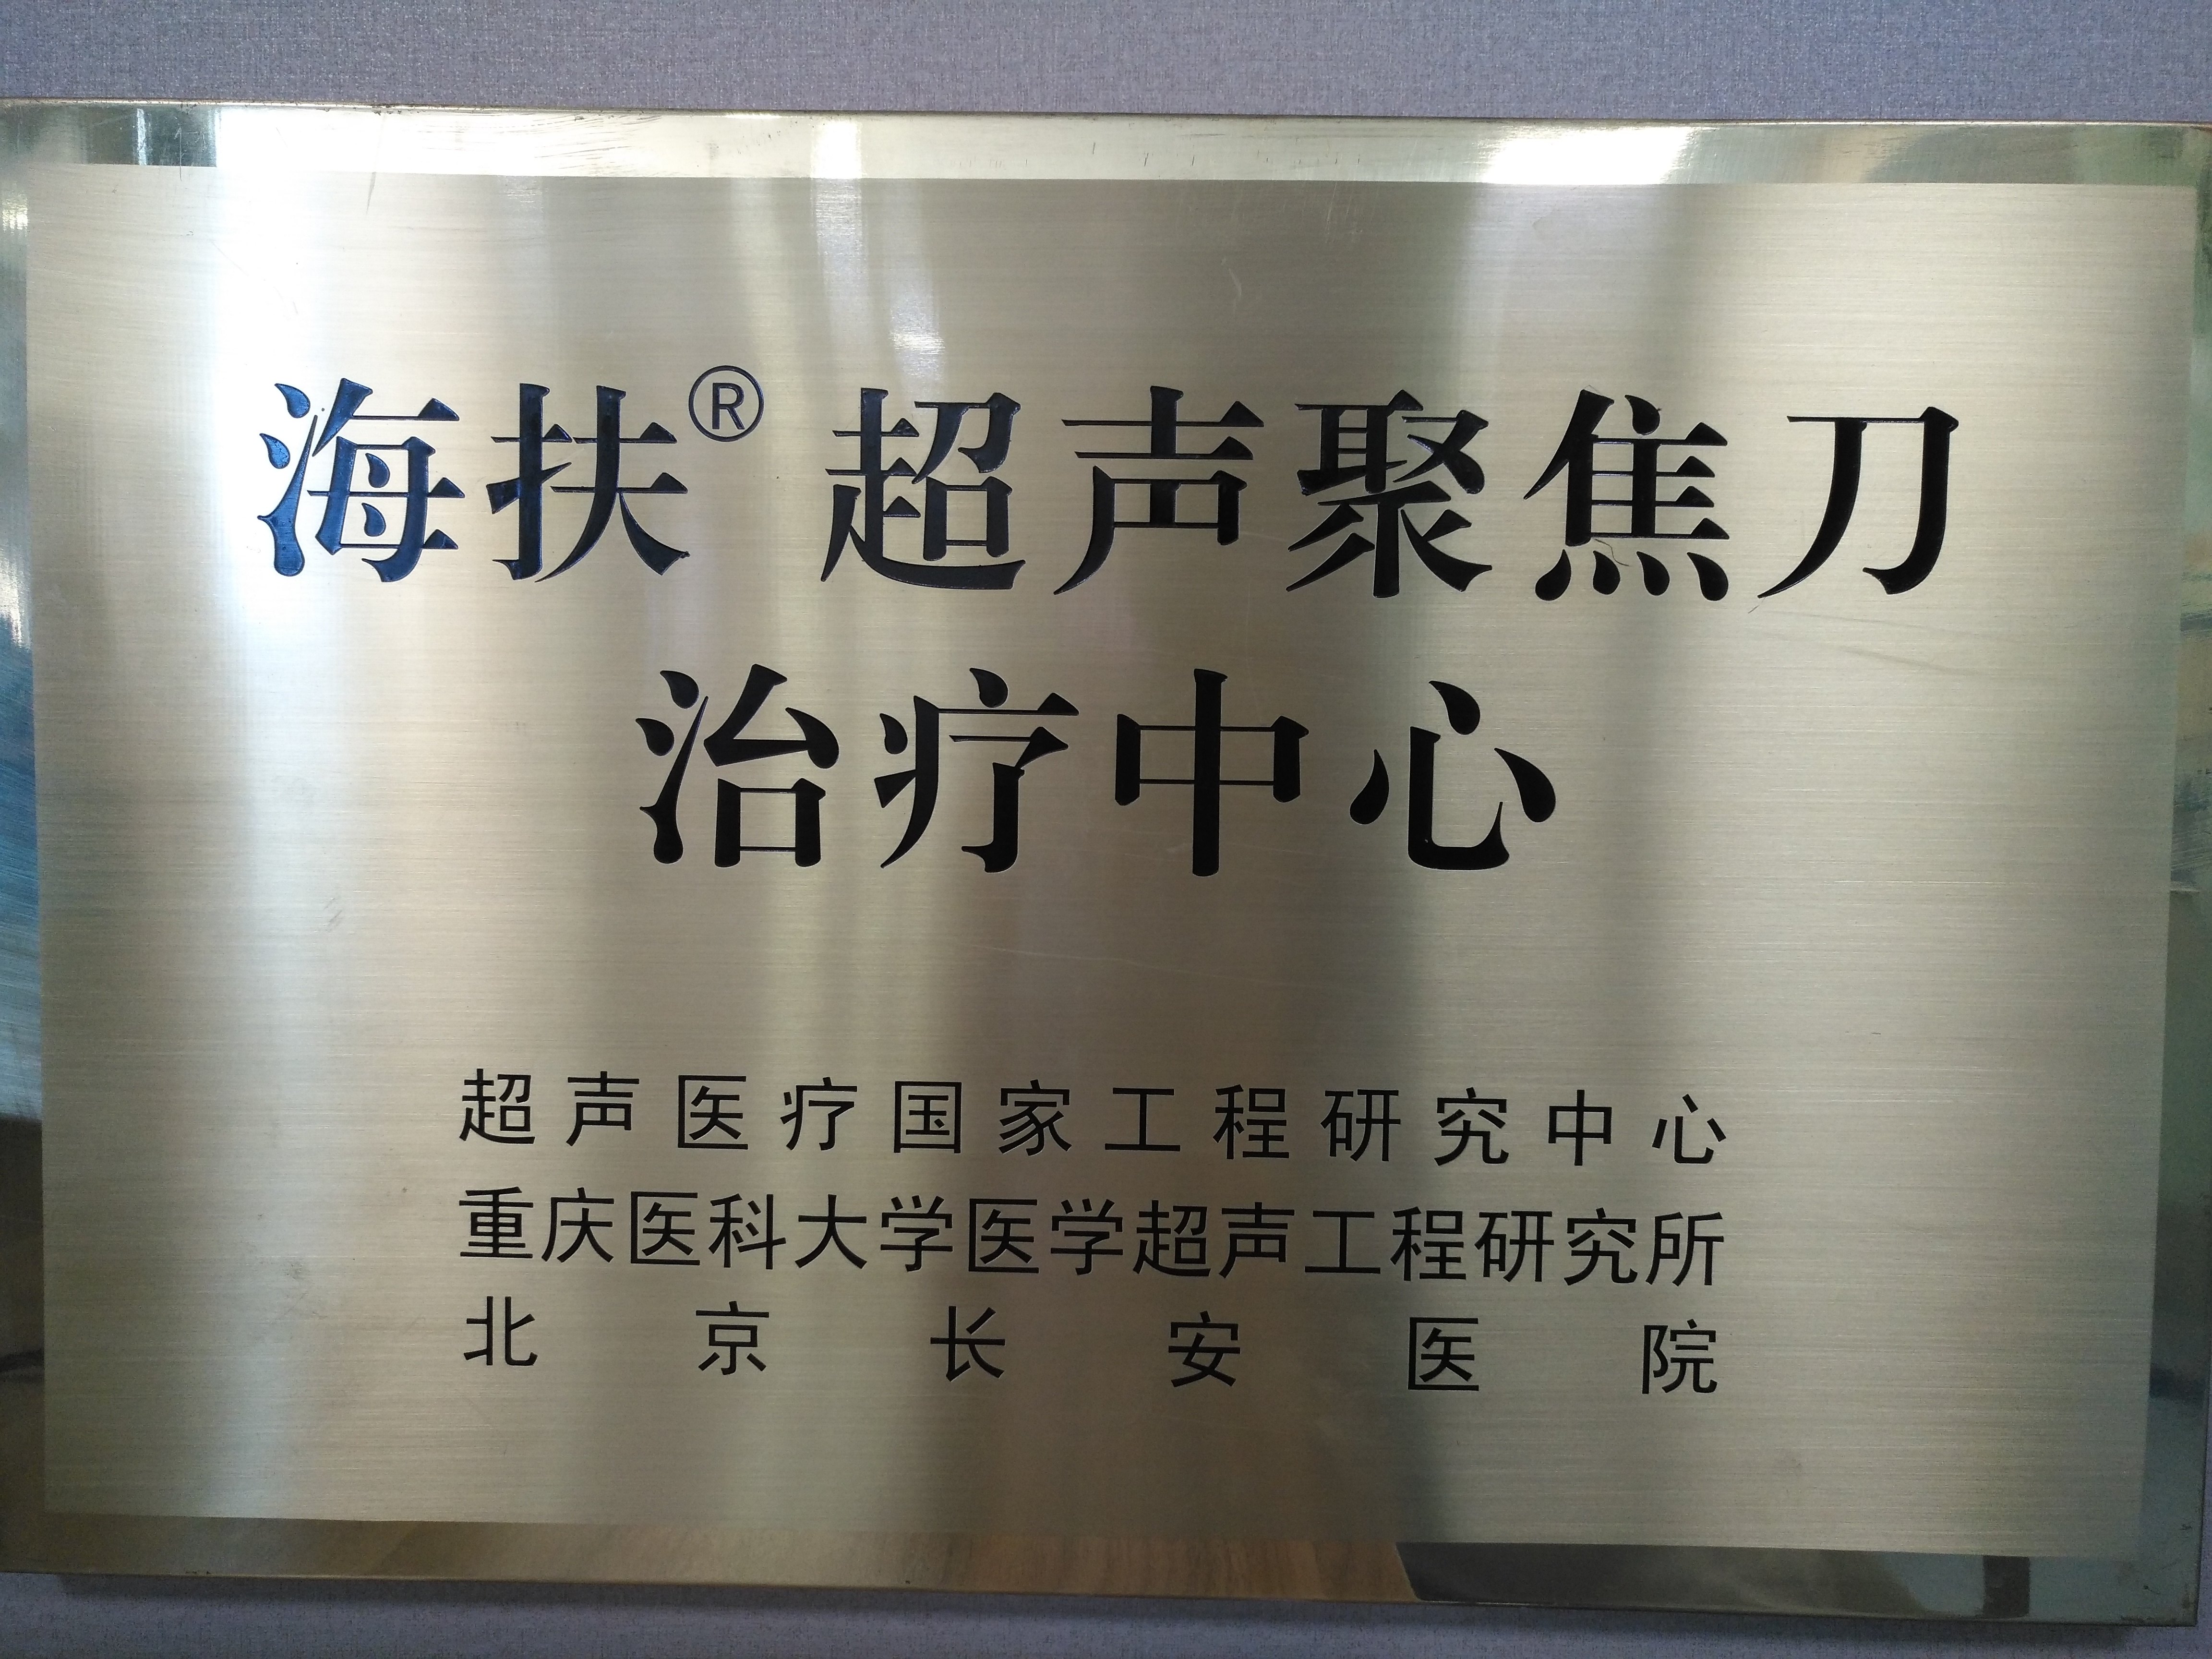 海扶® 超声聚焦刀
治疗中心
超声医疗国家工程研究中心
重庆医科大学医学超声工程研究所
北京长安医院